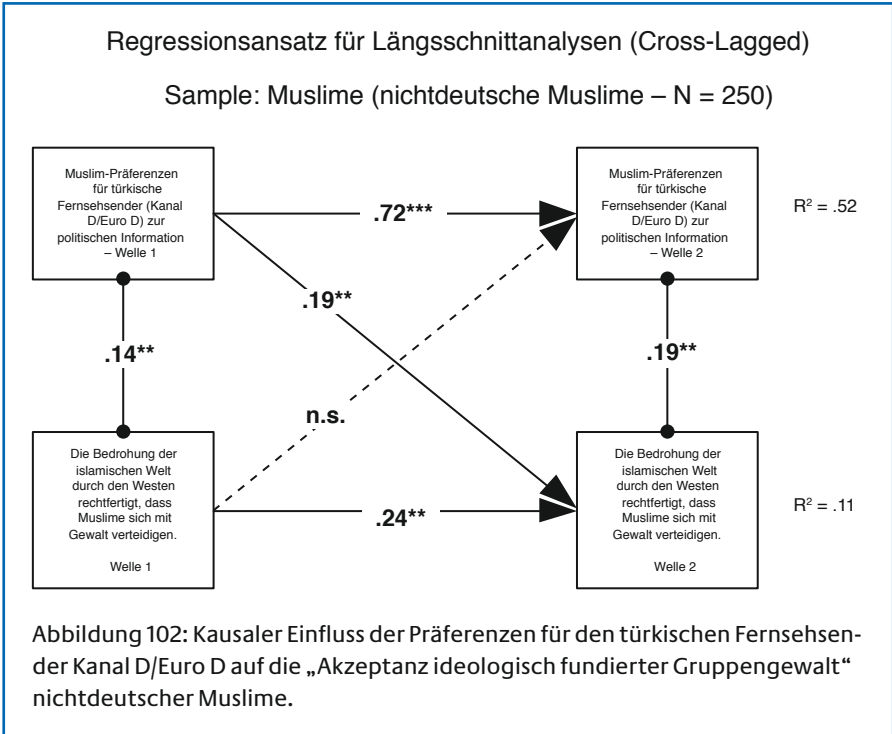 Regressionsansatz für Längsschnittanalysen (Cross-Lagged)
Sample: Muslime (nichtdeutsche Muslime – N = 250)
Muslim-Präferenzen
für türkische
Fernsehsender (Kanal
D/Euro D) zur
politischen Information
– Welle 1
.72***
Muslim-Präferenzen
für türkische
Fernsehsender (Kanal
D/Euro D) zur
politischen Information
– Welle 2
R² = .52
.19**
.14**
.19**
n.s.
Die Bedrohung der
islamischen Welt
durch den Westen
rechtfertigt, dass
Muslime sich mit
Gewalt verteidigen.
Welle 1
.24**
Die Bedrohung der
islamischen Welt
durch den Westen
rechtfertigt, dass
Muslime sich mit
Gewalt verteidigen.
Welle 2
R² = .11
Abbildung 102: Kausaler Einfluss der Präferenzen für den türkischen Fernsehsen-
der Kanal D/Euro D auf die „Akzeptanz ideologisch fundierter Gruppengewalt“
nichtdeutscher Muslime.